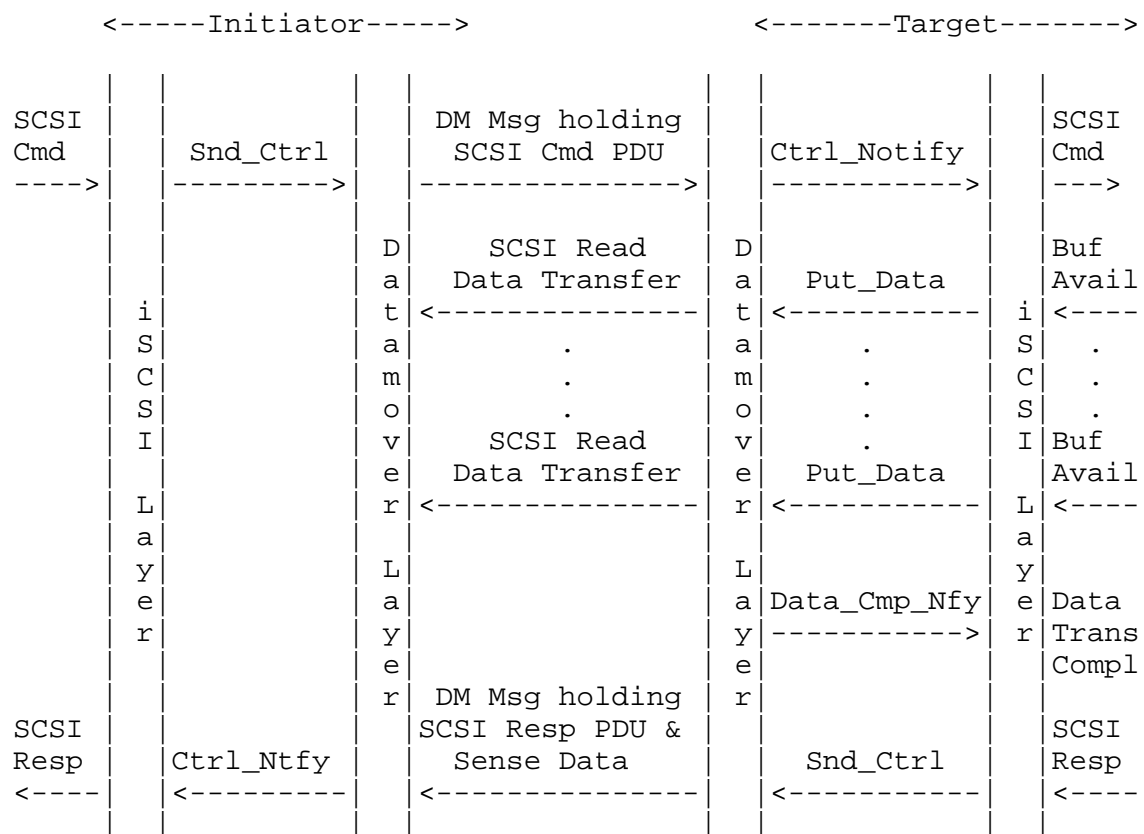 <-----Initiator----->                  <-------Target------->
     |  |            |  |                  |  |              |  |
SCSI |  |            |  | DM Msg holding   |  |              |  |SCSI
Cmd  |  | Snd_Ctrl   |  |  SCSI Cmd PDU    |  |Ctrl_Notify   |  |Cmd
---->|  |--------->|  |---------------->|  |----------->|  |--->
     |  |            |  |                  |  |              |  |
     |  |            |D |   SCSI Read      |D |              |  |Buf
     |  |            |a | Data Transfer    |a |  Put_Data    |  |Avail
     |i |            |t |<----------------|t |<-----------|i |<----
     |S |            |a |        .         |a |      .       |S |  .
     |C |            |m |        .         |m |      .       |C |  .
     |S |            |o |        .         |o |      .       |S |  .
     |I |            |v |   SCSI Read      |v |      .       |I |Buf
     |  |            |e | Data Transfer    |e |  Put_Data    |  |Avail
     |L |            |r |<----------------|r |<-----------|L |<----
     |a |            |  |                  |  |              |a |
     |y |            |L |                  |L |              |y |
     |e |            |a |                  |a |Data_Cmp_Nfy  |e |Data
     |r |            |y |                  |y |----------->|r |Trans
     |  |            |e |                  |e |              |  |Compl
     |  |            |r | DM Msg holding   |r |              |  |
SCSI |  |            |  |SCSI Resp PDU &   |  |              |  |SCSI
Resp |  |Ctrl_Ntfy   |  |  Sense Data      |  |  Snd_Ctrl    |  |Resp
<----|  |<---------|  |<----------------|  |<-----------|  |<----
     |  |            |  |                  |  |              |  |